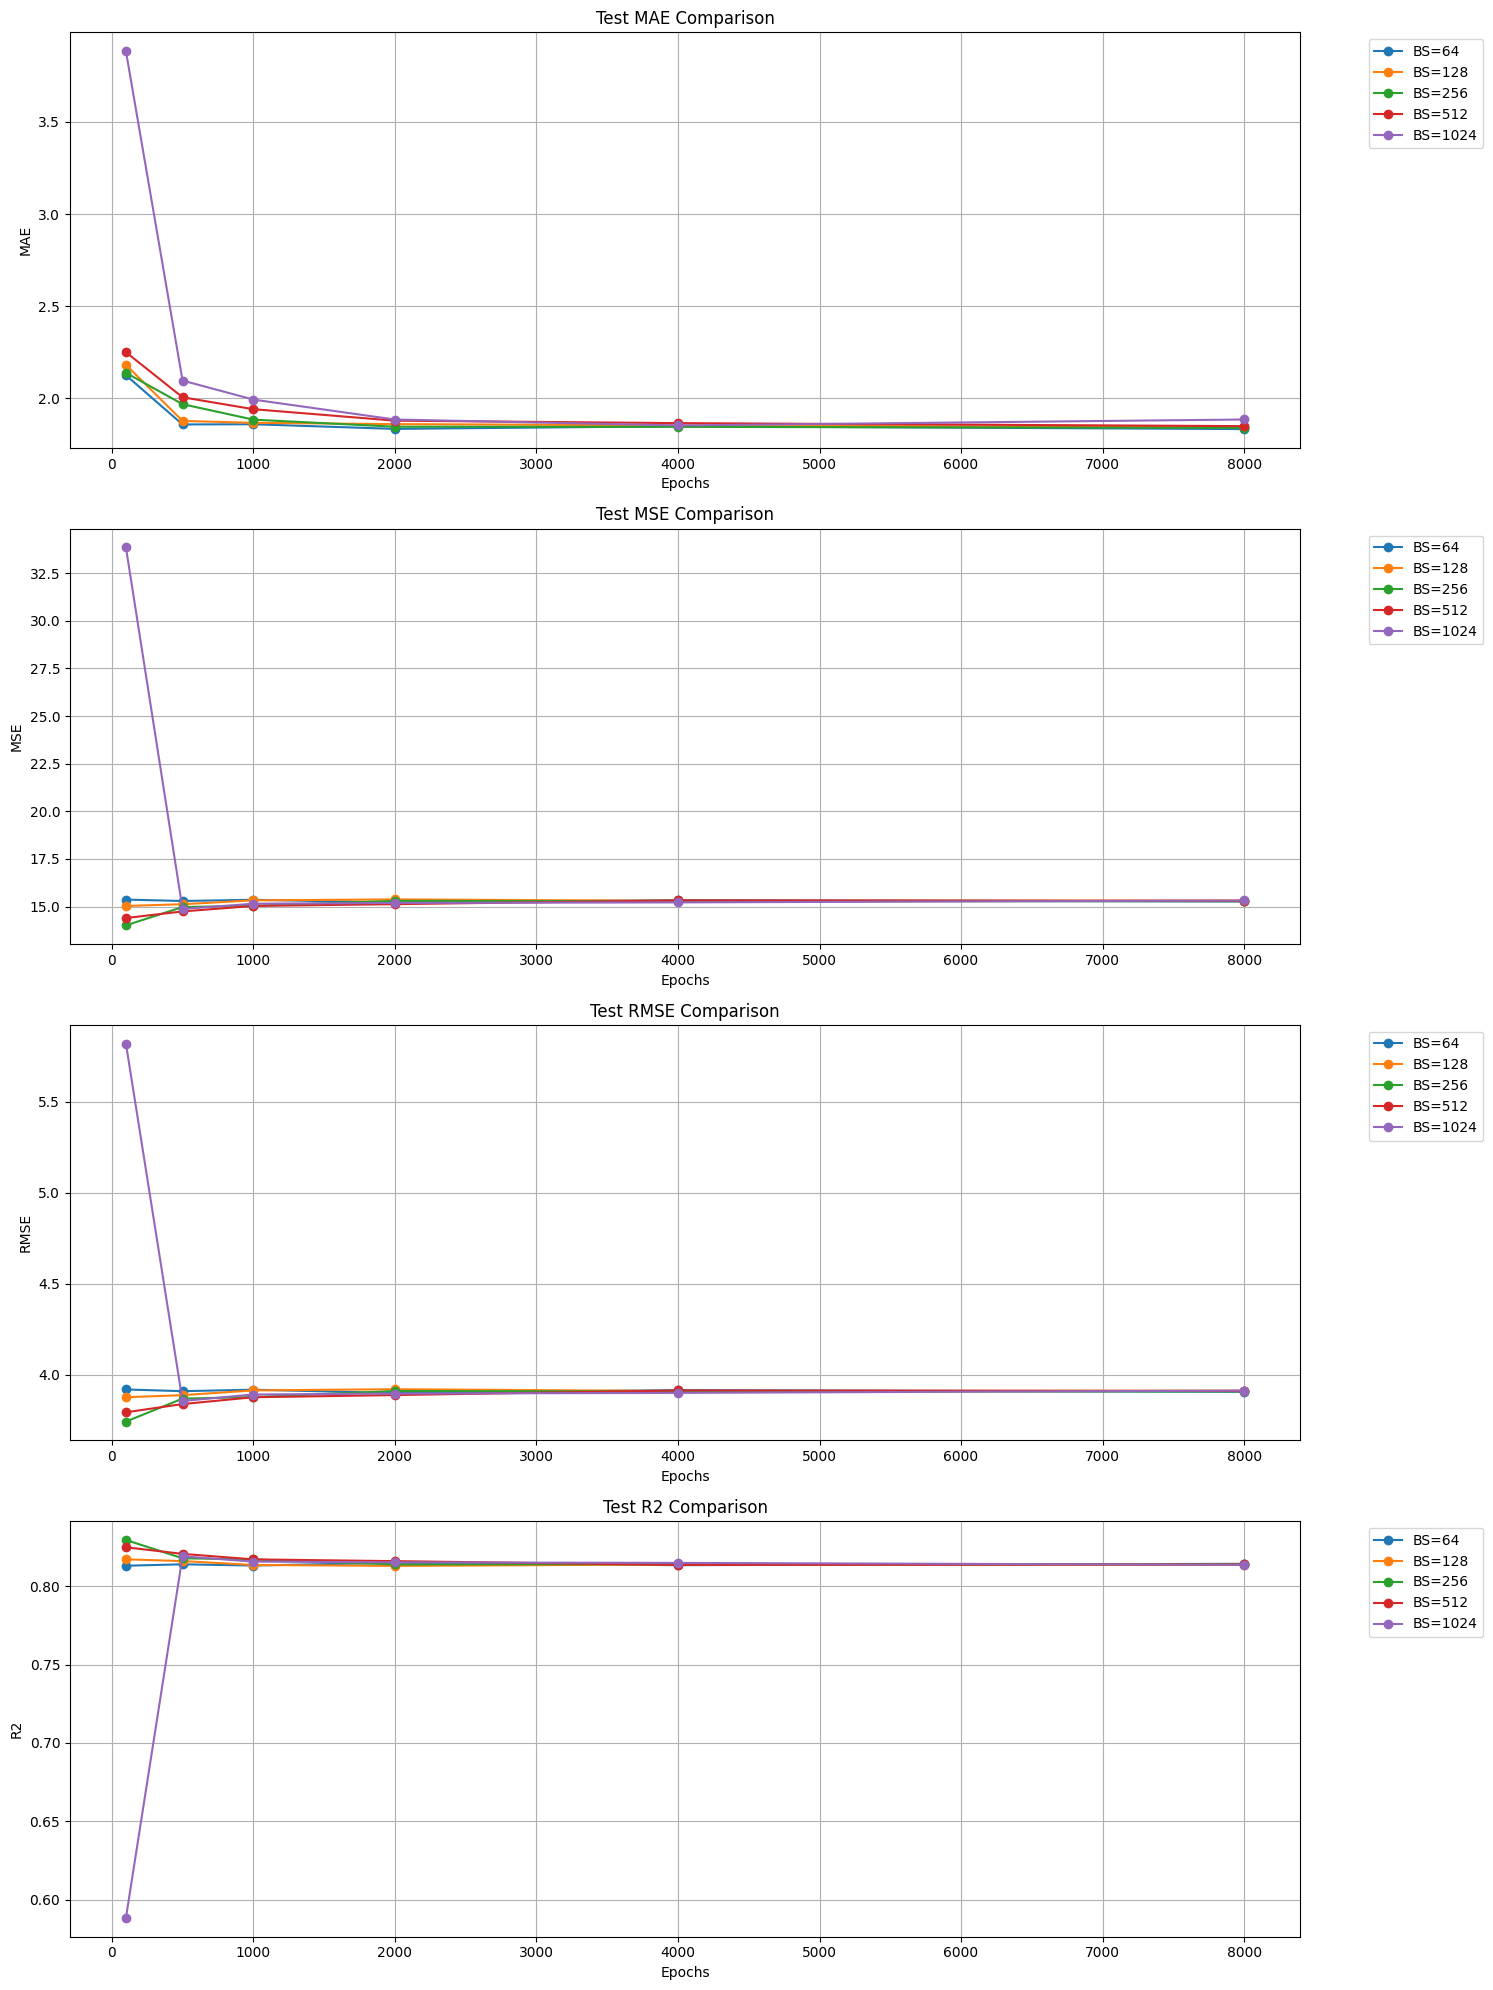 Test MAE Comparison
MAE
3.5
3.0
2.5
2.0
0 1000 2000 3000 4000 5000 6000 7000 8000
Epochs
BS=64
BS=128
BS=256
BS=512
BS=1024
Test MSE Comparison
MSE
32.5
30.0
27.5
25.0
22.5
20.0
17.5
15.0
0 1000 2000 3000 4000 5000 6000 7000 8000
Epochs
BS=64
BS=128
BS=256
BS=512
BS=1024
Test RMSE Comparison
RMSE
5.5
5.0
4.5
4.0
0 1000 2000 3000 4000 5000 6000 7000 8000
Epochs
BS=64
BS=128
BS=256
BS=512
BS=1024
Test R2 Comparison
R2
0.80
0.75
0.70
0.65
0.60
0 1000 2000 3000 4000 5000 6000 7000 8000
Epochs
BS=64
BS=128
BS=256
BS=512
BS=1024